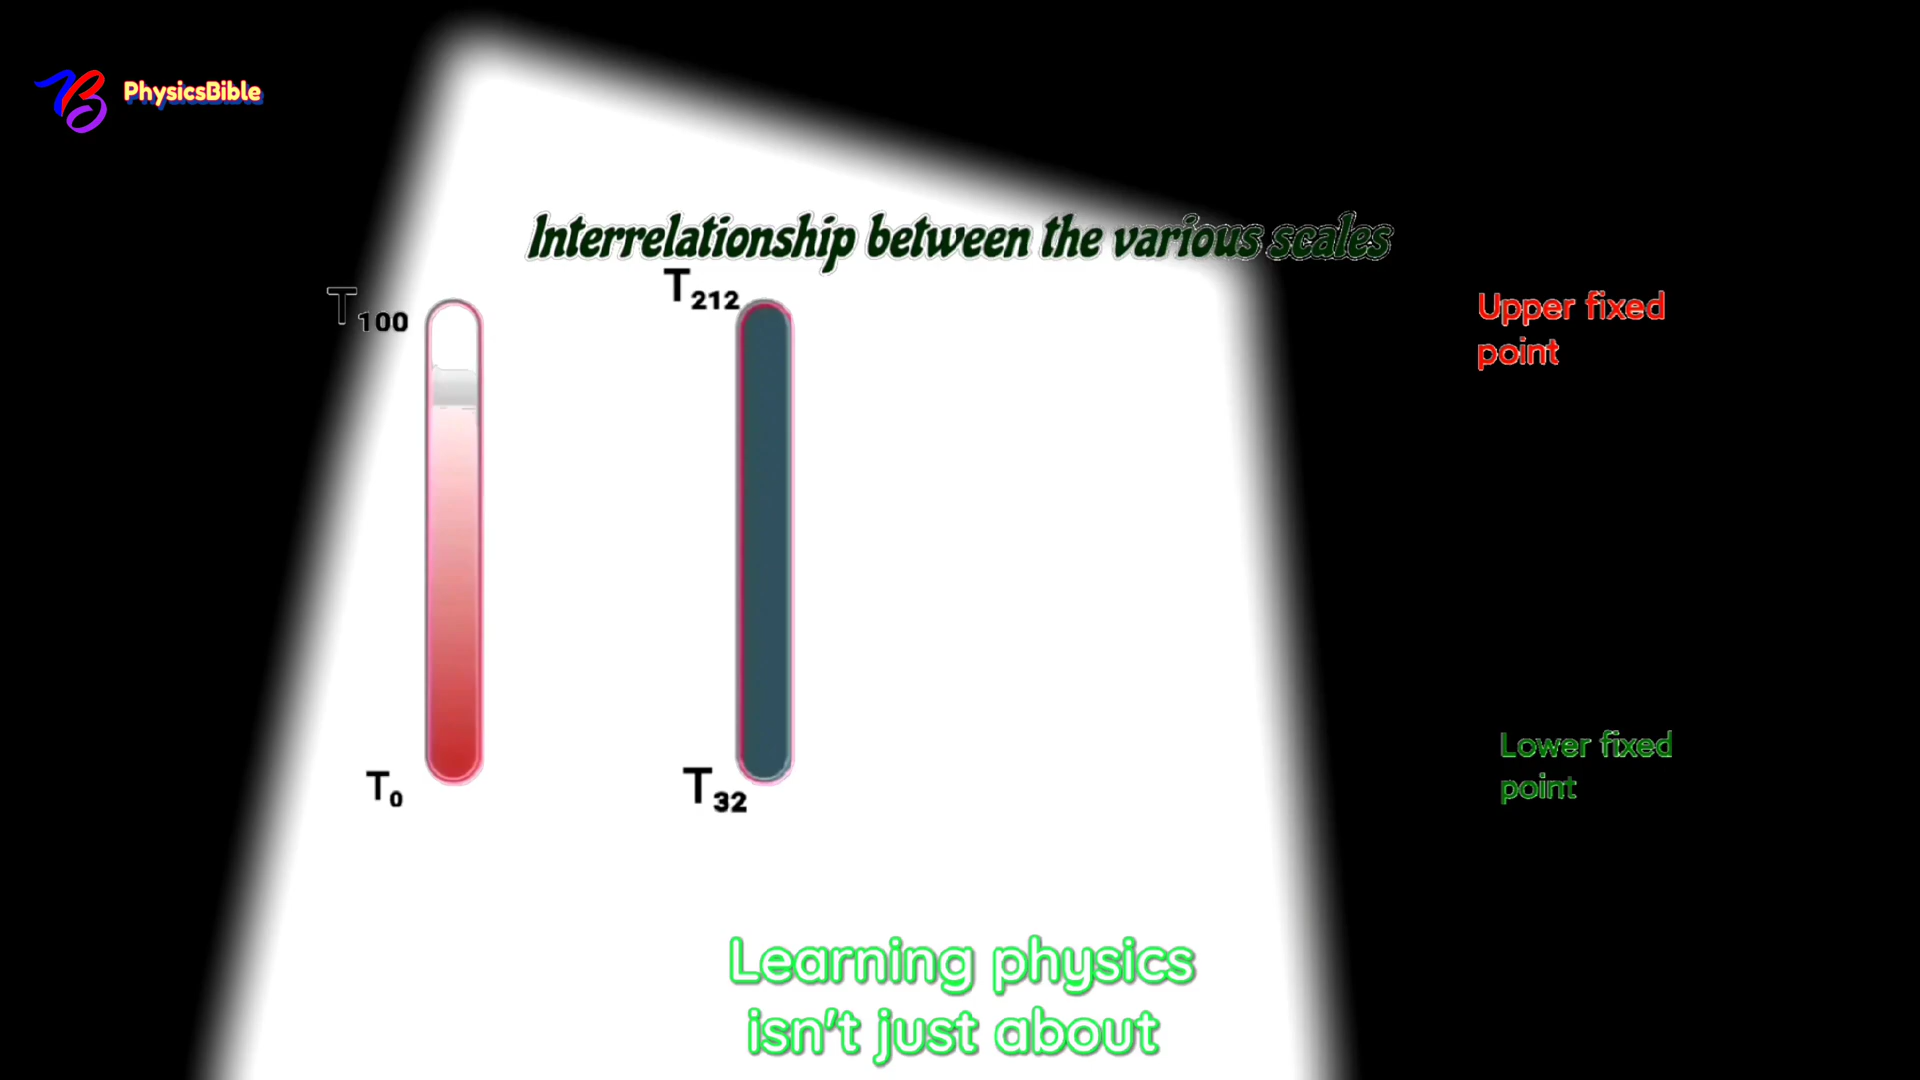 PhysicsBible
Interrelationship between the various scales
T100
T212
Upper fixed
point
T0
T32
Lower fixed
point
Learning physics
isn't just about